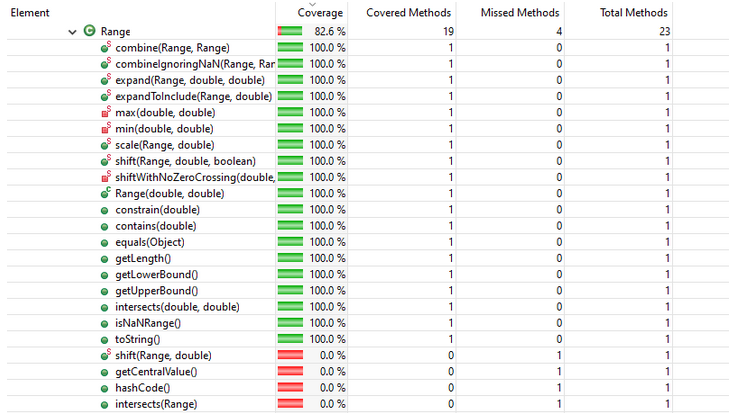 Element Coverage Covered Methods Missed Methods Total Methods
Range 82.6 % 19 4 23
combine(Range, Range) 100.0 % 1 0 1
combineIgnoringNaN(Range, Ran 100.0 % 1 0 1
expand(Range, double, double) 100.0 % 1 0 1
expandToInclude(Range, double) 100.0 % 1 0 1
max(double, double) 100.0 % 1 0 1
min(double, double) 100.0 % 1 0 1
scale(Range, double) 100.0 % 1 0 1
shift(Range, double, boolean) 100.0 % 1 0 1
shiftWithNoZeroCrossing(double, 100.0 % 1 0 1
Range(double, double) 100.0 % 1 0 1
constrain(double) 100.0 % 1 0 1
contains(double) 100.0 % 1 0 1
equals(Object) 100.0 % 1 0 1
getLength() 100.0 % 1 0 1
getLowerBound() 100.0 % 1 0 1
getUpperBound() 100.0 % 1 0 1
intersects(double, double) 100.0 % 1 0 1
isNaNRange() 100.0 % 1 0 1
toString() 100.0 % 1 0 1
shift(Range, double) 0.0 % 0 1 1
getCentralValue() 0.0 % 0 1 1
hashCode() 0.0 % 0 1 1
intersects(Range) 0.0 % 0 1 1